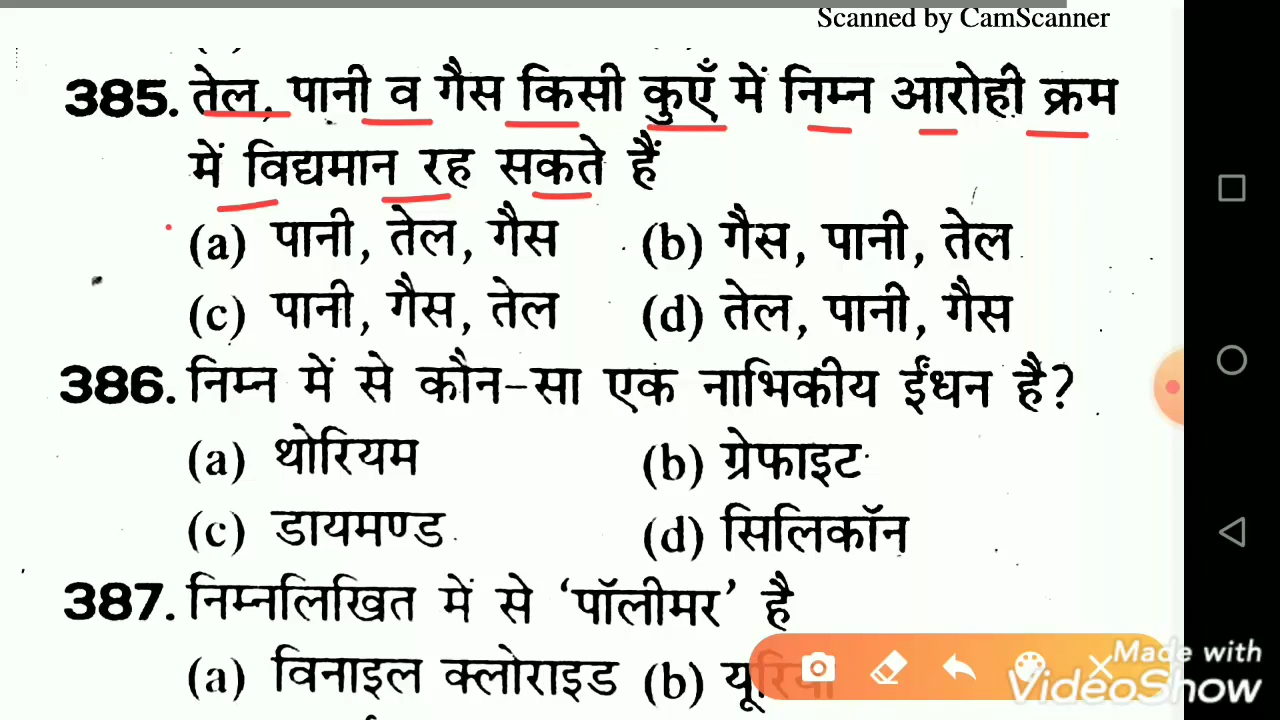 Scanned by CamScanner
385. तेल, पानी व गैस किसी कुएँ में निम्न आरोही क्रम
में विद्यमान रह सकते हैं
(a) पानी, तेल, गैस (b) गैस, पानी, तेल
(c) पानी, गैस, तेल (d) तेल, पानी, गैस
386. निम्न में से कौन-सा एक नाभिकीय ईंधन है?
(a) थोरियम (b) ग्रेफाइट
(c) डायमण्ड (d) सिलिकॉन
387. निम्नलिखित में से ‘पॉलीमर’ है
(a) विनाइल क्लोराइड (b) यूरिया
Made with
VideoShow